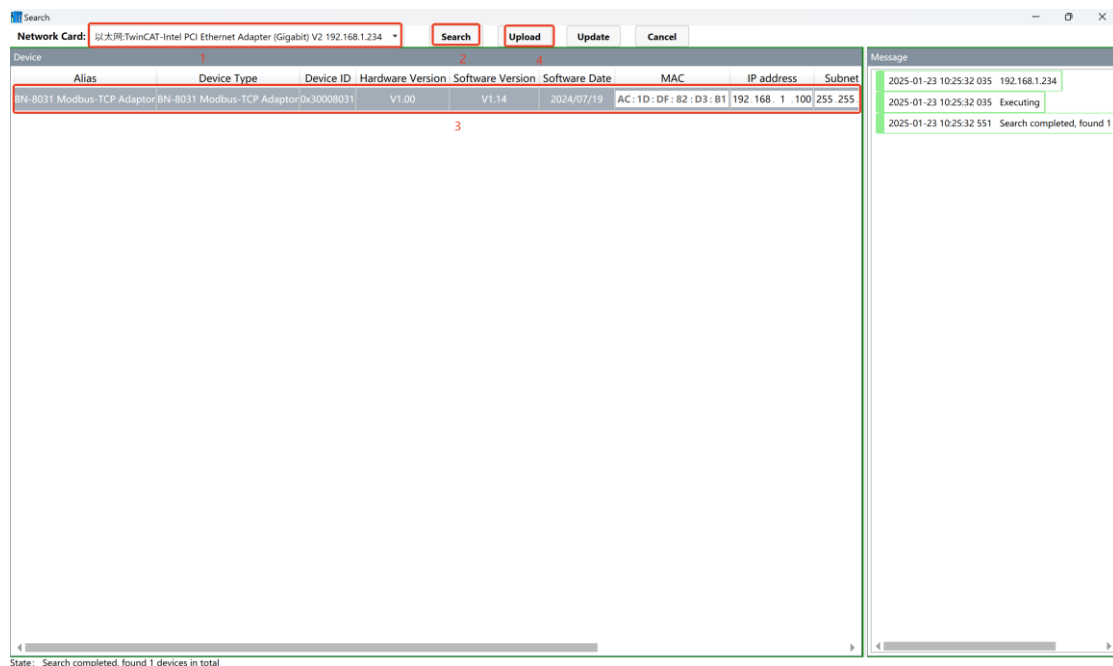 Search
Network Card: 以太网:TwinCAT-Intel PCI Ethernet Adapter (Gigabit) V2 192.168.1.234 Search Upload Update Cancel
1 2 4
Device Message
Alias Device Type Device ID Hardware Version Software Version Software Date MAC IP address Subnet
BN-8031 Modbus-TCP Adaptor BN-8031 Modbus-TCP Adaptor 0x30008031 V1.00 V1.14 2024/07/19 AC:1D:DF:82:D3:B1 192.168. 1 .100 255.255.
3
2025-01-23 10:25:32 035 192.168.1.234
2025-01-23 10:25:32 035 Executing
2025-01-23 10:25:32 551 Search completed, found 1
State: Search completed, found 1 devices in total